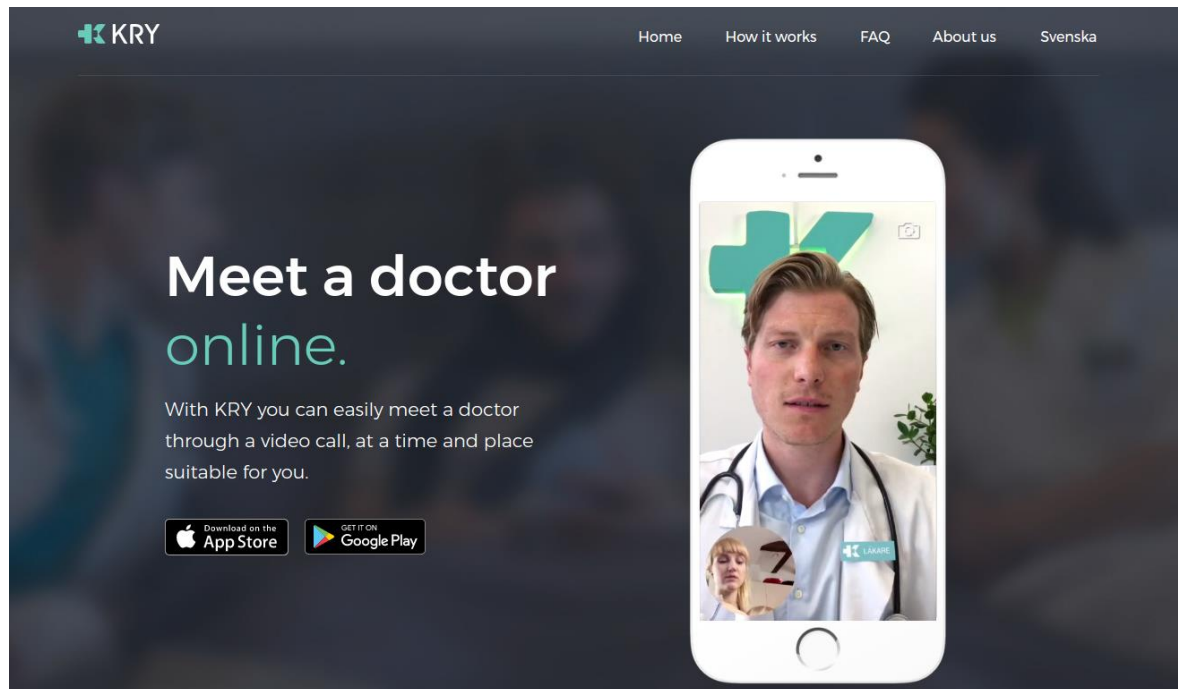 KRY
Home How it works FAQ About us Svenska
Meet a doctor
online.
With KRY you can easily meet a doctor
through a video call, at a time and place
suitable for you.
Download on the
App Store
GET IT ON
Google Play
LÄKARE